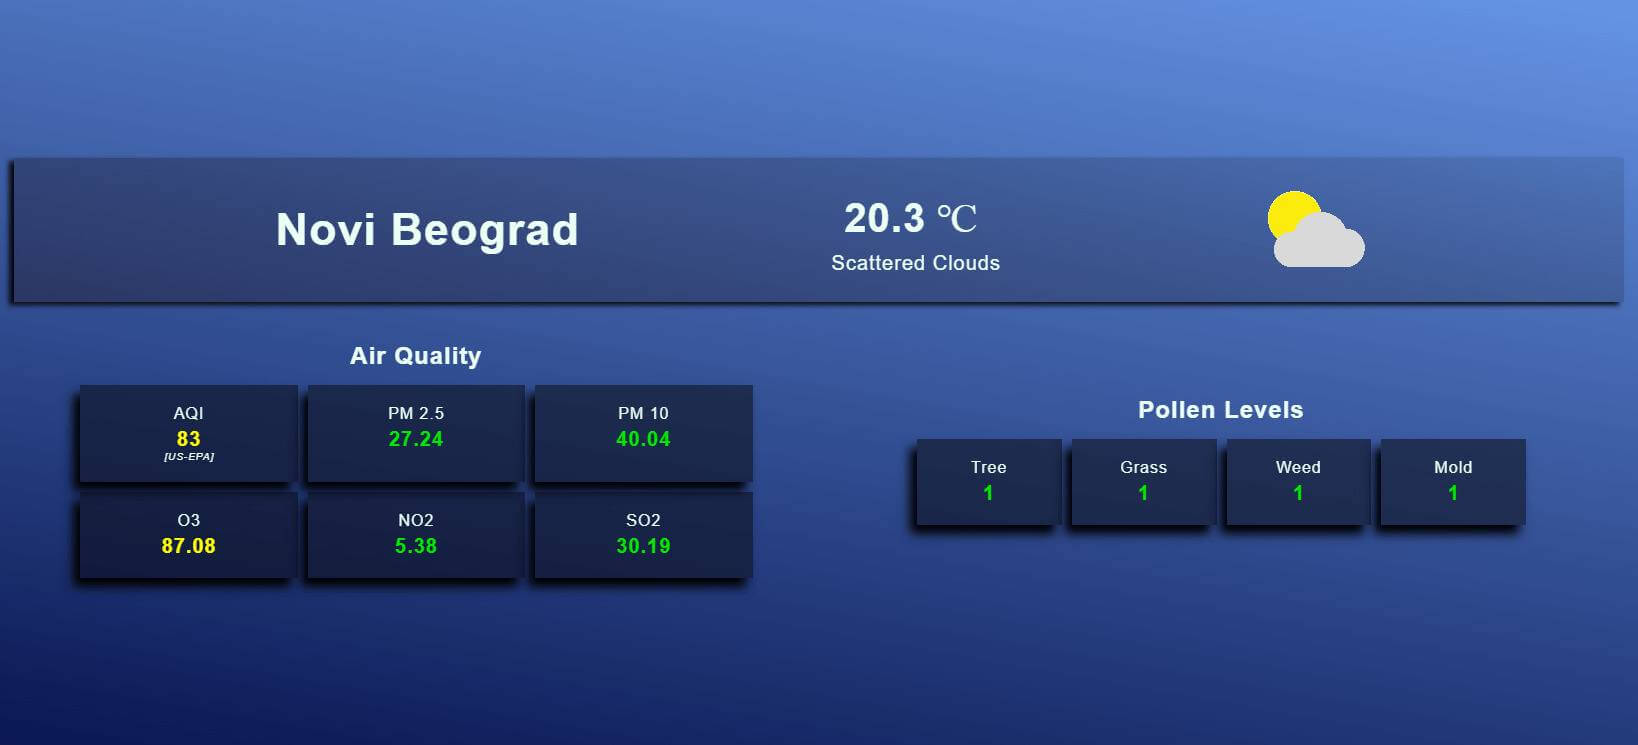 Novi Beograd
20.3 ℃
Scattered Clouds
Air Quality
AQI
83
[US-EPA]
PM 2.5
27.24
PM 10
40.04
O3
87.08
NO2
5.38
SO2
30.19
Pollen Levels
Tree
1
Grass
1
Weed
1
Mold
1